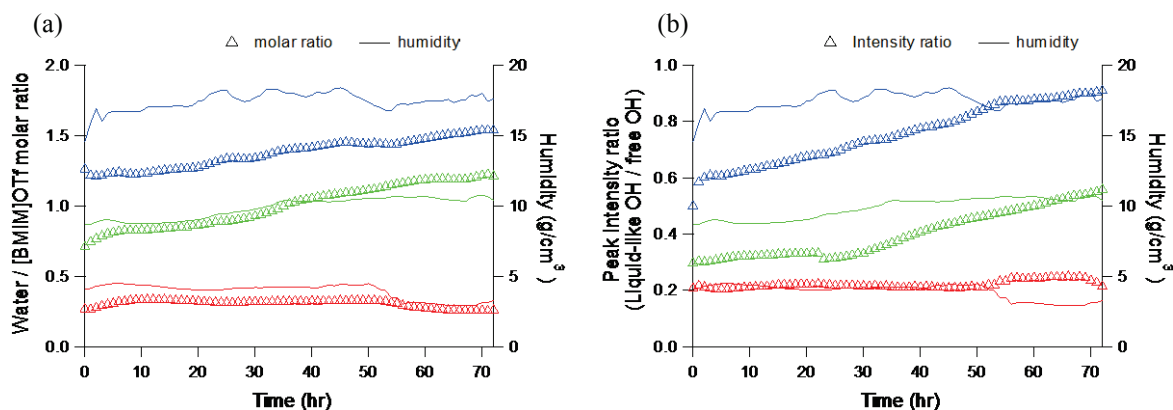 (a)
△ molar ratio — humidity
Water / [BMIM]OTf molar ratio
2.0
1.5
1.0
0.5
0.0
20
15
10
5
0
Humidity (g/cm³)
0 10 20 30 40 50 60 70
Time (hr)
(b)
△ Intensity ratio — humidity
Peak Intensity ratio
(Liquid-like OH / free OH)
1.0
0.8
0.6
0.4
0.2
0.0
20
15
10
5
0
Humidity (g/cm³)
0 10 20 30 40 50 60 70
Time (hr)